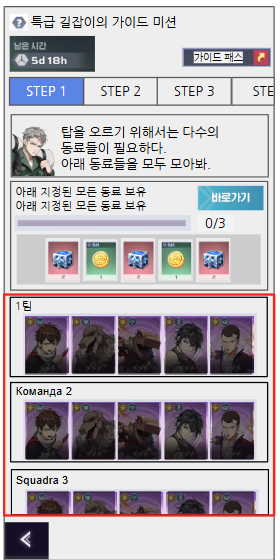 특급 길잡이의 가이드 미션
남은 시간
5d 18h
가이드 패스
STEP 1
STEP 2
STEP 3
STE
탑을 오르기 위해서는 다수의
동료들이 필요하다.
아래 동료들을 모두 모아봐.
아래 지정된 모든 동료 보유
아래 지정된 모든 동료 보유
바로가기
0/3
1팀
Команда 2
Squadra 3